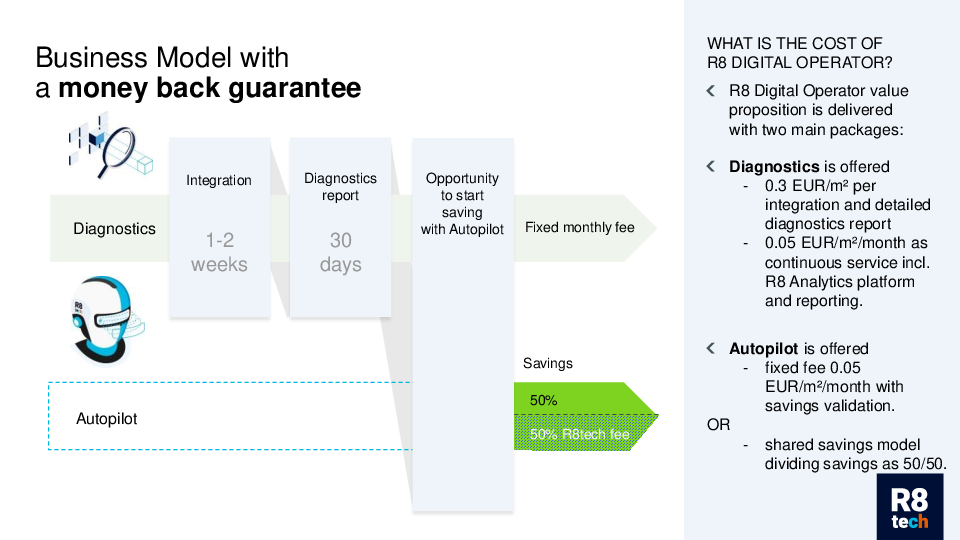 Business Model with
a money back guarantee
Integration
1-2
weeks
Diagnostics
report
30
days
Opportunity
to start
saving
with Autopilot
Diagnostics
Fixed monthly fee
R8
Savings
Autopilot
50%
50% R8tech fee
WHAT IS THE COST OF
R8 DIGITAL OPERATOR?
R8 Digital Operator value
proposition is delivered
with two main packages:
Diagnostics is offered
- 0.3 EUR/m² per
integration and detailed
diagnostics report
- 0.05 EUR/m²/month as
continuous service incl.
R8 Analytics platform
and reporting.
Autopilot is offered
- fixed fee 0.05
EUR/m²/month with
savings validation.
OR
- shared savings model
dividing savings as 50/50.
R8
tech